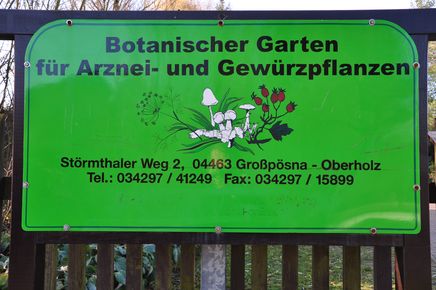 Botanischer Garten
für Arznei- und Gewürzpflanzen
Störmthaler Weg 2, 04463 Großpösna - Oberholz
Tel.: 034297 / 41249 Fax: 034297 / 15899